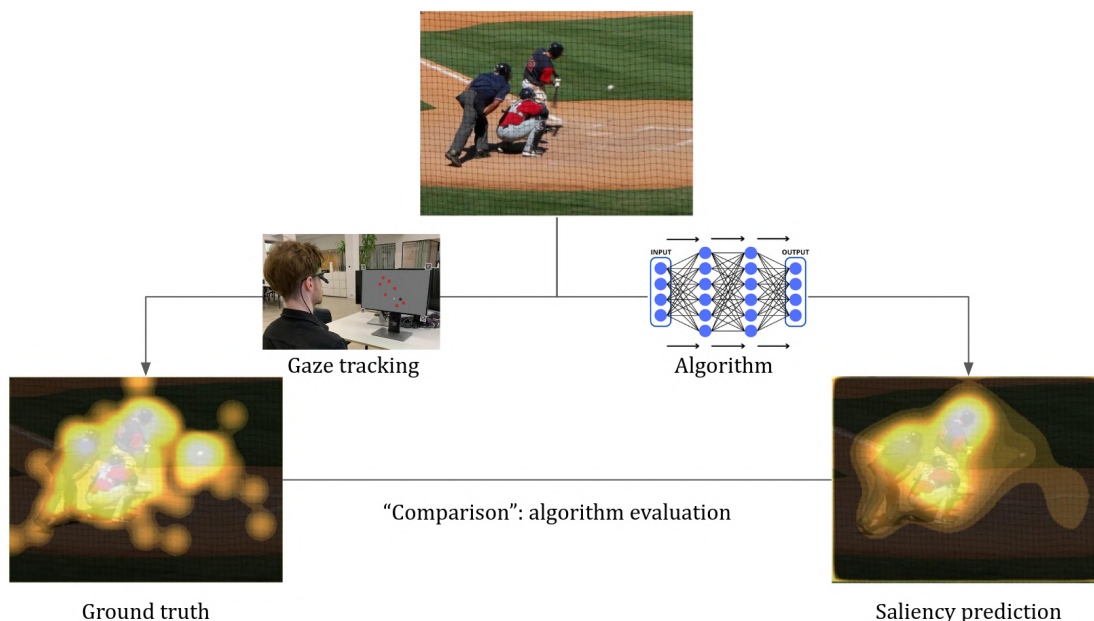 INPUT
OUTPUT
Gaze tracking
Algorithm
“Comparison”: algorithm evaluation
Ground truth
Saliency prediction